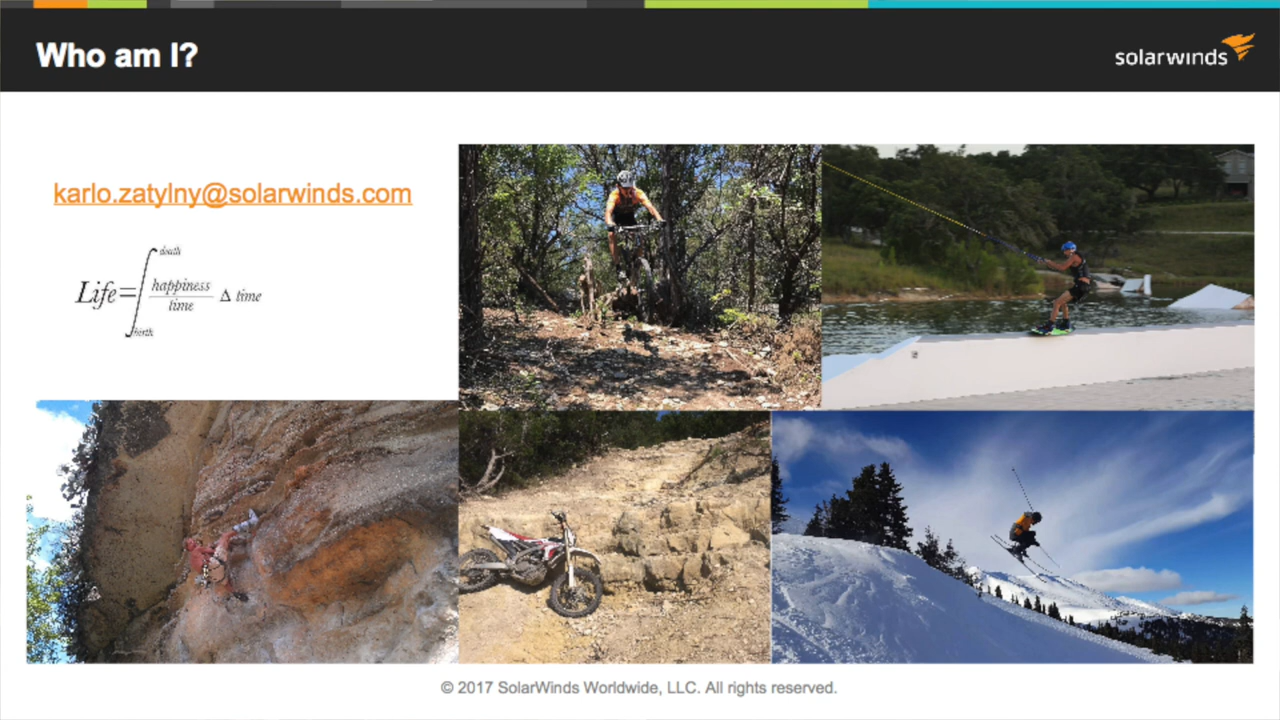 Who am I?
solarwinds
karlo.zatylny@solarwinds.com
death
Life=∫ happiness
time Δ time
birth
© 2017 SolarWinds Worldwide, LLC. All rights reserved.